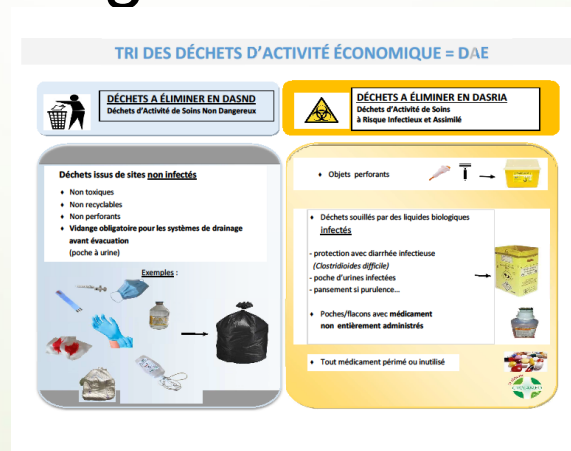 TRI DES DÉCHETS D'ACTIVITÉ ÉCONOMIQUE = DAE
DÉCHETS A ÉLIMINER EN DASND
Déchets d'Activité de Soins Non Dangereux
DÉCHETS A ÉLIMINER EN DASRIA
Déchets d'Activité de Soins
à Risque Infectieux et Assimilé
Déchets issus de sites non infectés
♦ Non toxiques
♦ Non recyclables
♦ Non perforants
♦ Vidange obligatoire pour les systèmes de drainage
avant évacuation
(poche à urine)
Exemples :
♦ Objets perforants
♦ Déchets souillés par des liquides biologiques
infectés
- protection avec diarrhée infectieuse
(Clostridioides difficile)
- poche d'urines infectées
- pansement si purulence...
♦ Poches/flacons avec médicament
non entièrement administrés
♦ Tout médicament périmé ou inutilisé